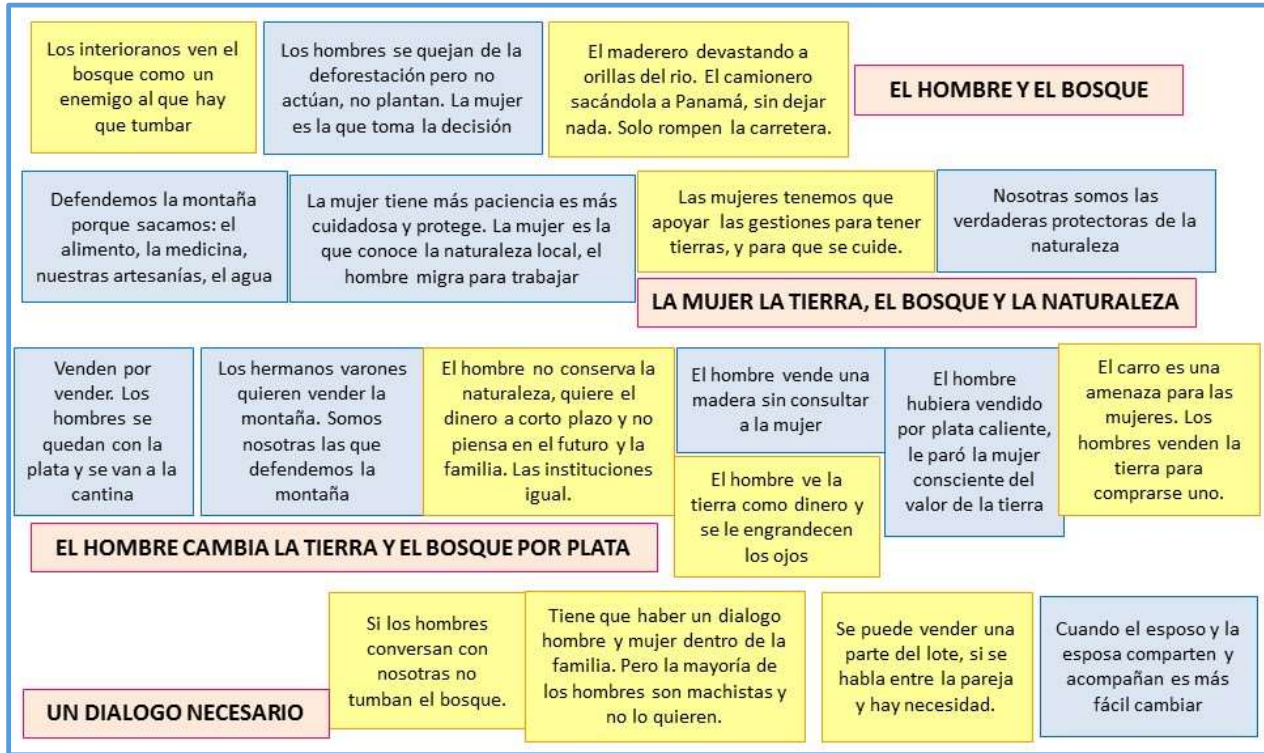 Los interioranos ven el
bosque como un
enemigo al que hay
que tumbar
Los hombres se quejan de la
deforestación pero no
actúan, no plantan. La mujer
es la que toma la decisión
El maderero devastando a
orillas del rio. El camionero
sacándola a Panamá, sin dejar
nada. Solo rompen la carretera.
EL HOMBRE Y EL BOSQUE
Defendemos la montaña
porque sacamos: el
alimento, la medicina,
nuestras artesanías, el agua
La mujer tiene más paciencia es más
cuidadosa y protege. La mujer es la
que conoce la naturaleza local, el
hombre migra para trabajar
Las mujeres tenemos que
apoyar las gestiones para tener
tierras, y para que se cuide.
Nosotras somos las
verdaderas protectoras de la
naturaleza
LA MUJER LA TIERRA, EL BOSQUE Y LA NATURALEZA
Venden por
vender. Los
hombres se
quedan con la
plata y se van a la
cantina
Los hermanos varones
quieren vender la
montaña. Somos
nosotras las que
defendemos la
montaña
El hombre no conserva la
naturaleza, quiere el
dinero a corto plazo y no
piensa en el futuro y la
familia. Las instituciones
igual.
El hombre vende una
madera sin consultar
a la mujer
El hombre ve la
tierra como dinero y
se le engrandecen
los ojos
El hombre
hubiera vendido
por plata caliente,
le paró la mujer
consciente del
valor de la tierra
El carro es una
amenaza para las
mujeres. Los
hombres venden la
tierra para
comprarse uno.
EL HOMBRE CAMBIA LA TIERRA Y EL BOSQUE POR PLATA
Si los hombres
conversan con
nosotras no
tumban el bosque.
Tiene que haber un dialogo
hombre y mujer dentro de la
familia. Pero la mayoría de
los hombres son machistas y
no lo quieren.
Se puede vender una
parte del lote, si se
habla entre la pareja
y hay necesidad.
Cuando el esposo y la
esposa comparten y
acompañan es más
fácil cambiar
UN DIALOGO NECESARIO